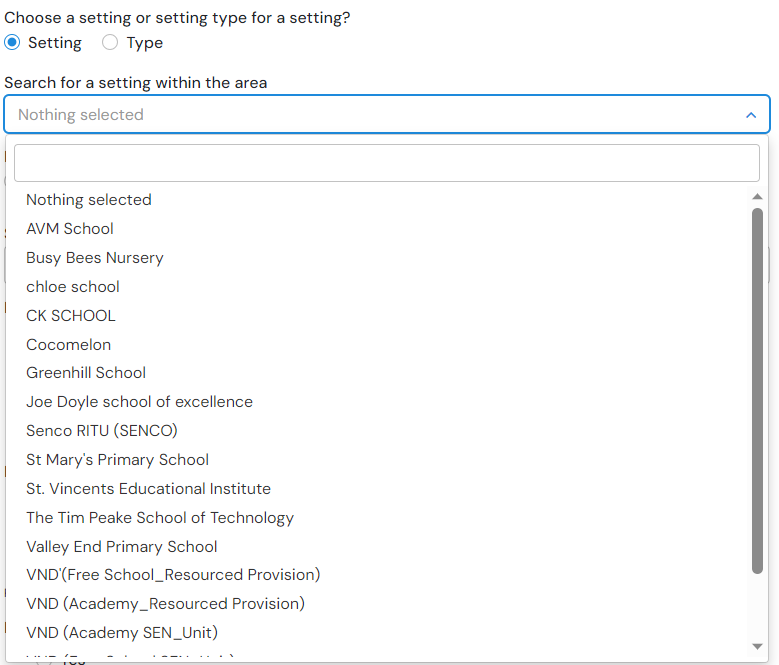 Choose a setting or setting type for a setting?
Setting Type
Search for a setting within the area
Nothing selected
Nothing selected
AVM School
Busy Bees Nursery
chloe school
CK SCHOOL
Cocomelon
Greenhill School
Joe Doyle school of excellence
Senco RITU (SENCO)
St Mary's Primary School
St. Vincents Educational Institute
The Tim Peake School of Technology
Valley End Primary School
VND'(Free School_Resourced Provision)
VND (Academy_Resourced Provision)
VND (Academy SEN_Unit)